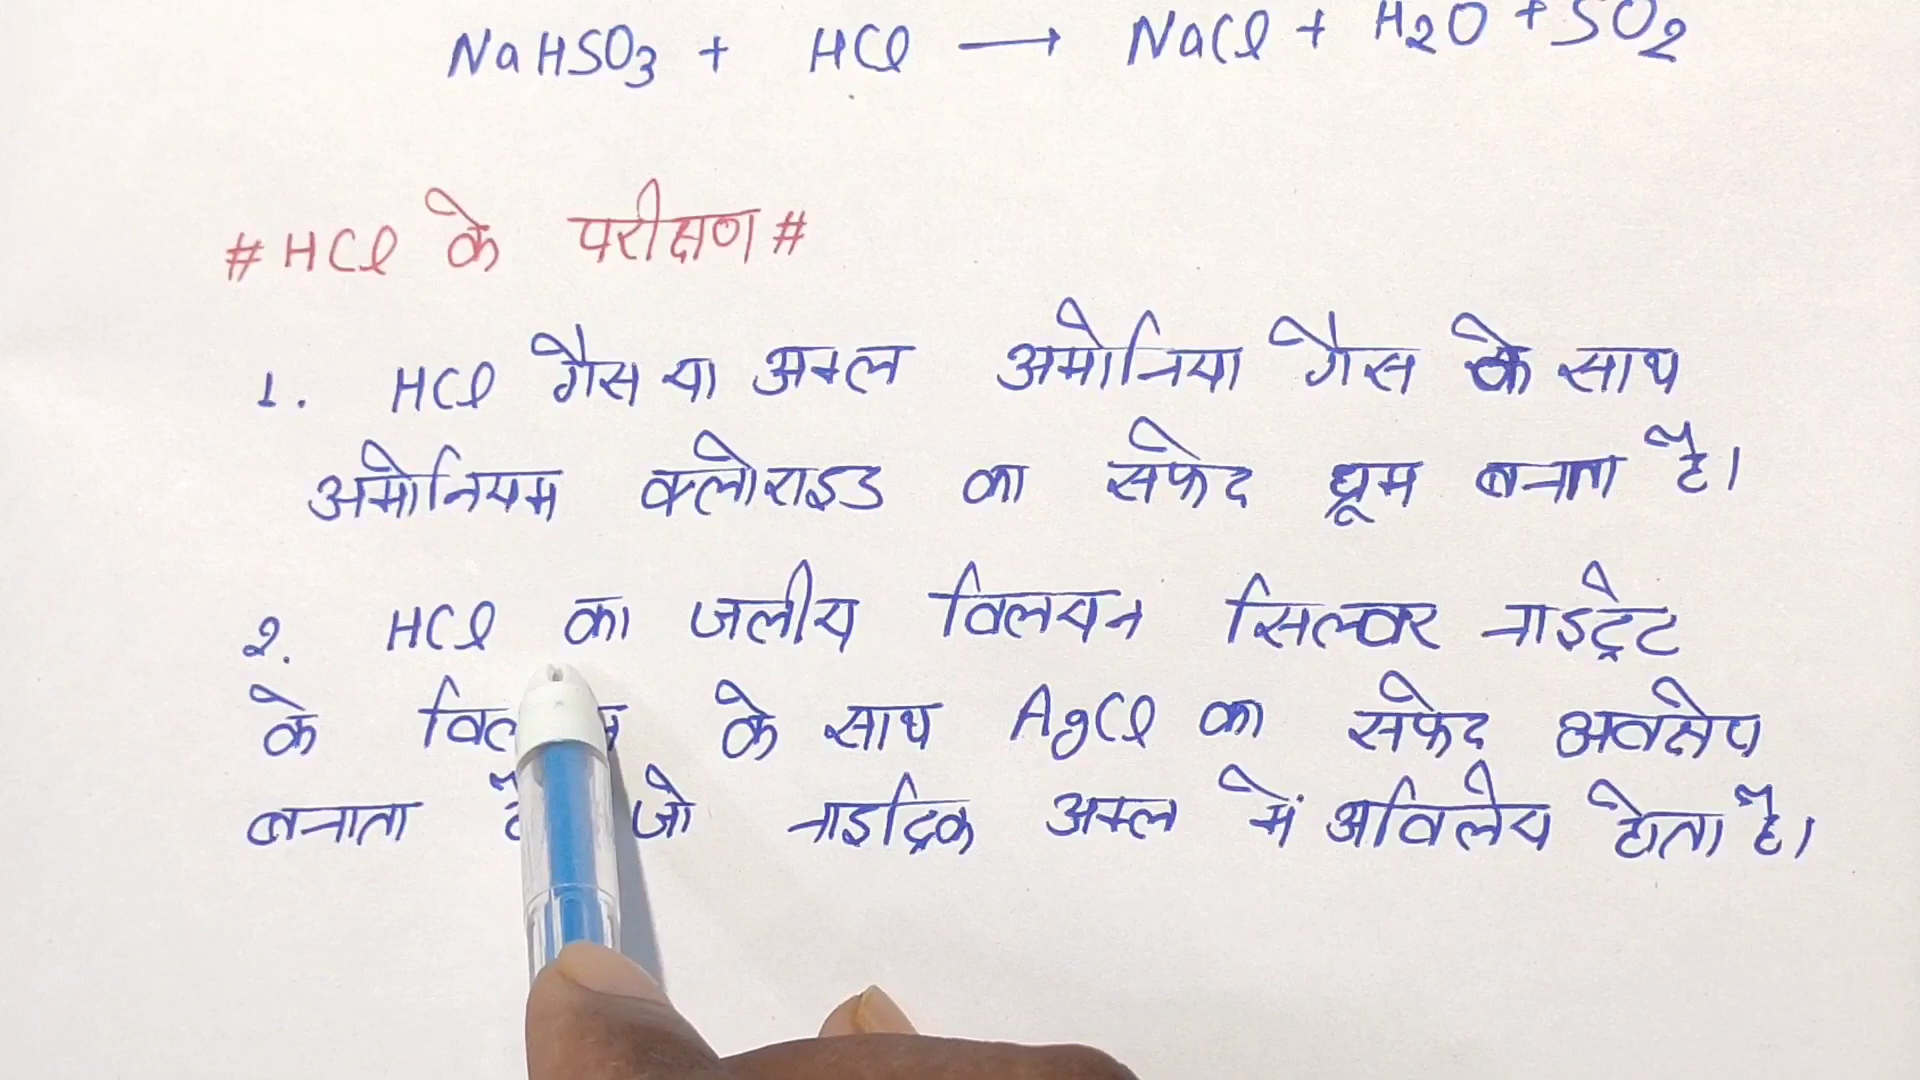 NaHSO3 + HCl → NaCl + H2O + SO2
# HCl के परीक्षण #
1. HCl गैस या अम्ल अमोनिया गैस के साथ
अमोनियम क्लोराइड का सफेद धूम बनाता है।
2. HCl का जलीय विलयन सिल्वर नाइट्रेट
के के साथ AgCl का सफेद अवक्षेप
बनाता है जो नाइट्रिक अम्ल में अविलेय होता है।